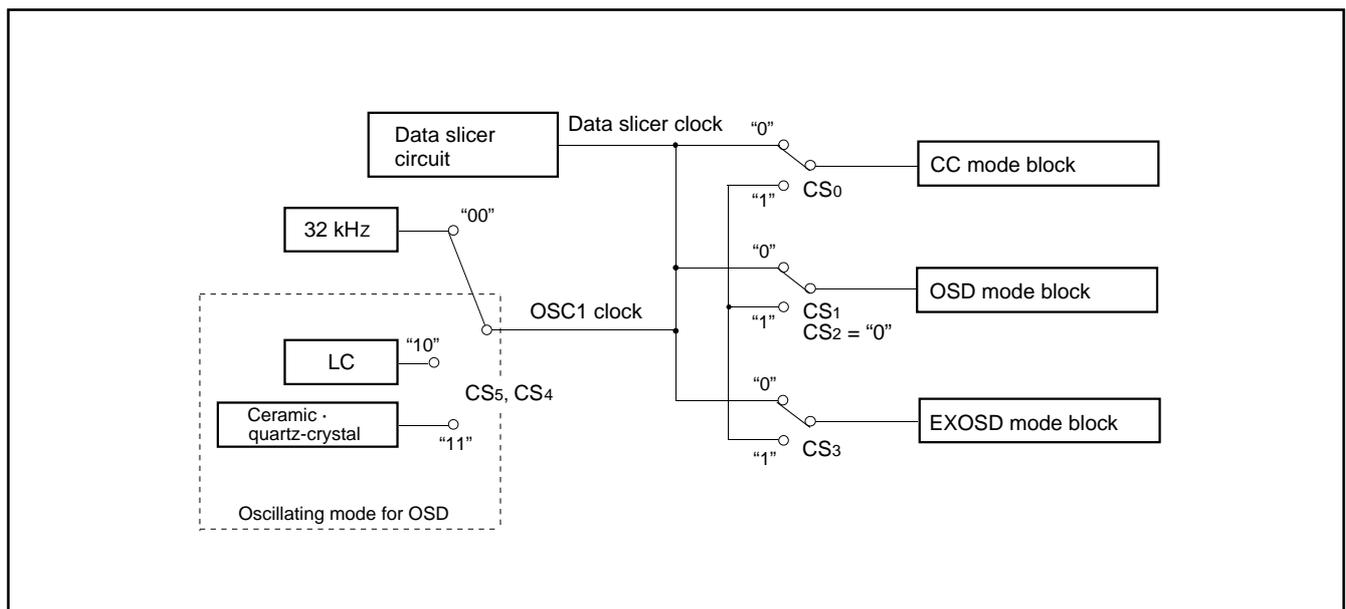 Data slicer
circuit
Data slicer clock
“0”
CC mode block
“1”
CS0
32 kHz
“00”
“0”
OSD mode block
OSC1 clock
“1”
CS1
CS2 = “0”
LC
“10”
CS5, CS4
“0”
Ceramic ·
quartz-crystal
“11”
EXOSD mode block
“1”
CS3
Oscillating mode for OSD